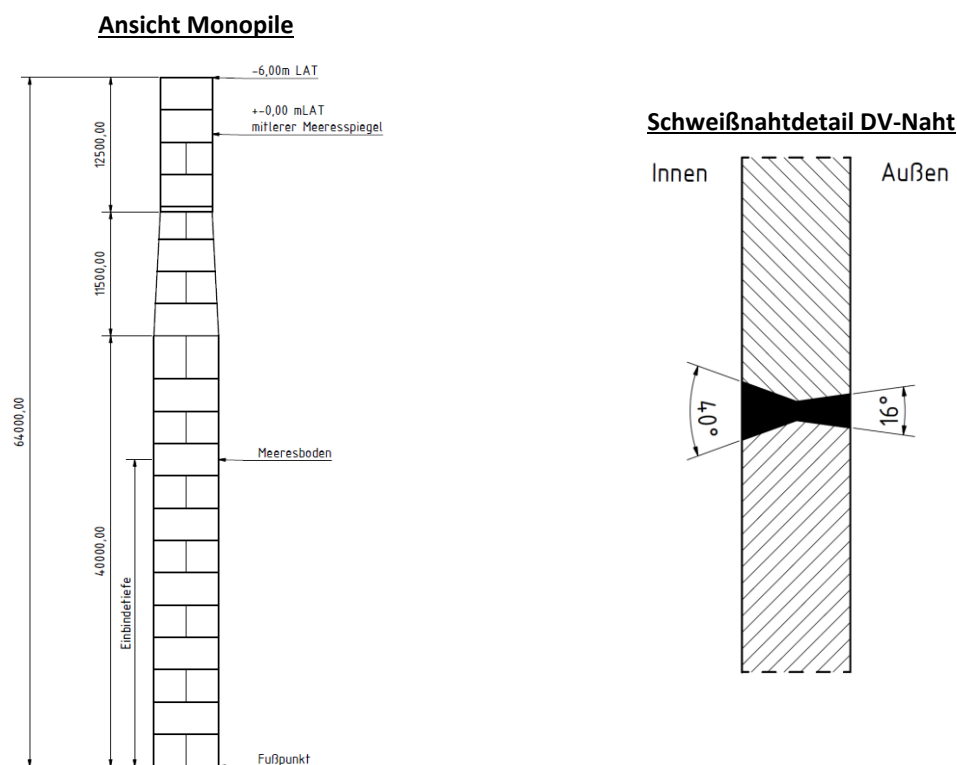 Ansicht Monopile
-6,00m LAT
+-0,00 mLAT
mitlerer Meeresspiegel
12500,00
11500,00
64000,00
40000,00
Meeresboden
Einbindetiefe
Fußpunkt
Schweißnahtdetail DV-Naht
Innen
Außen
40°
16°